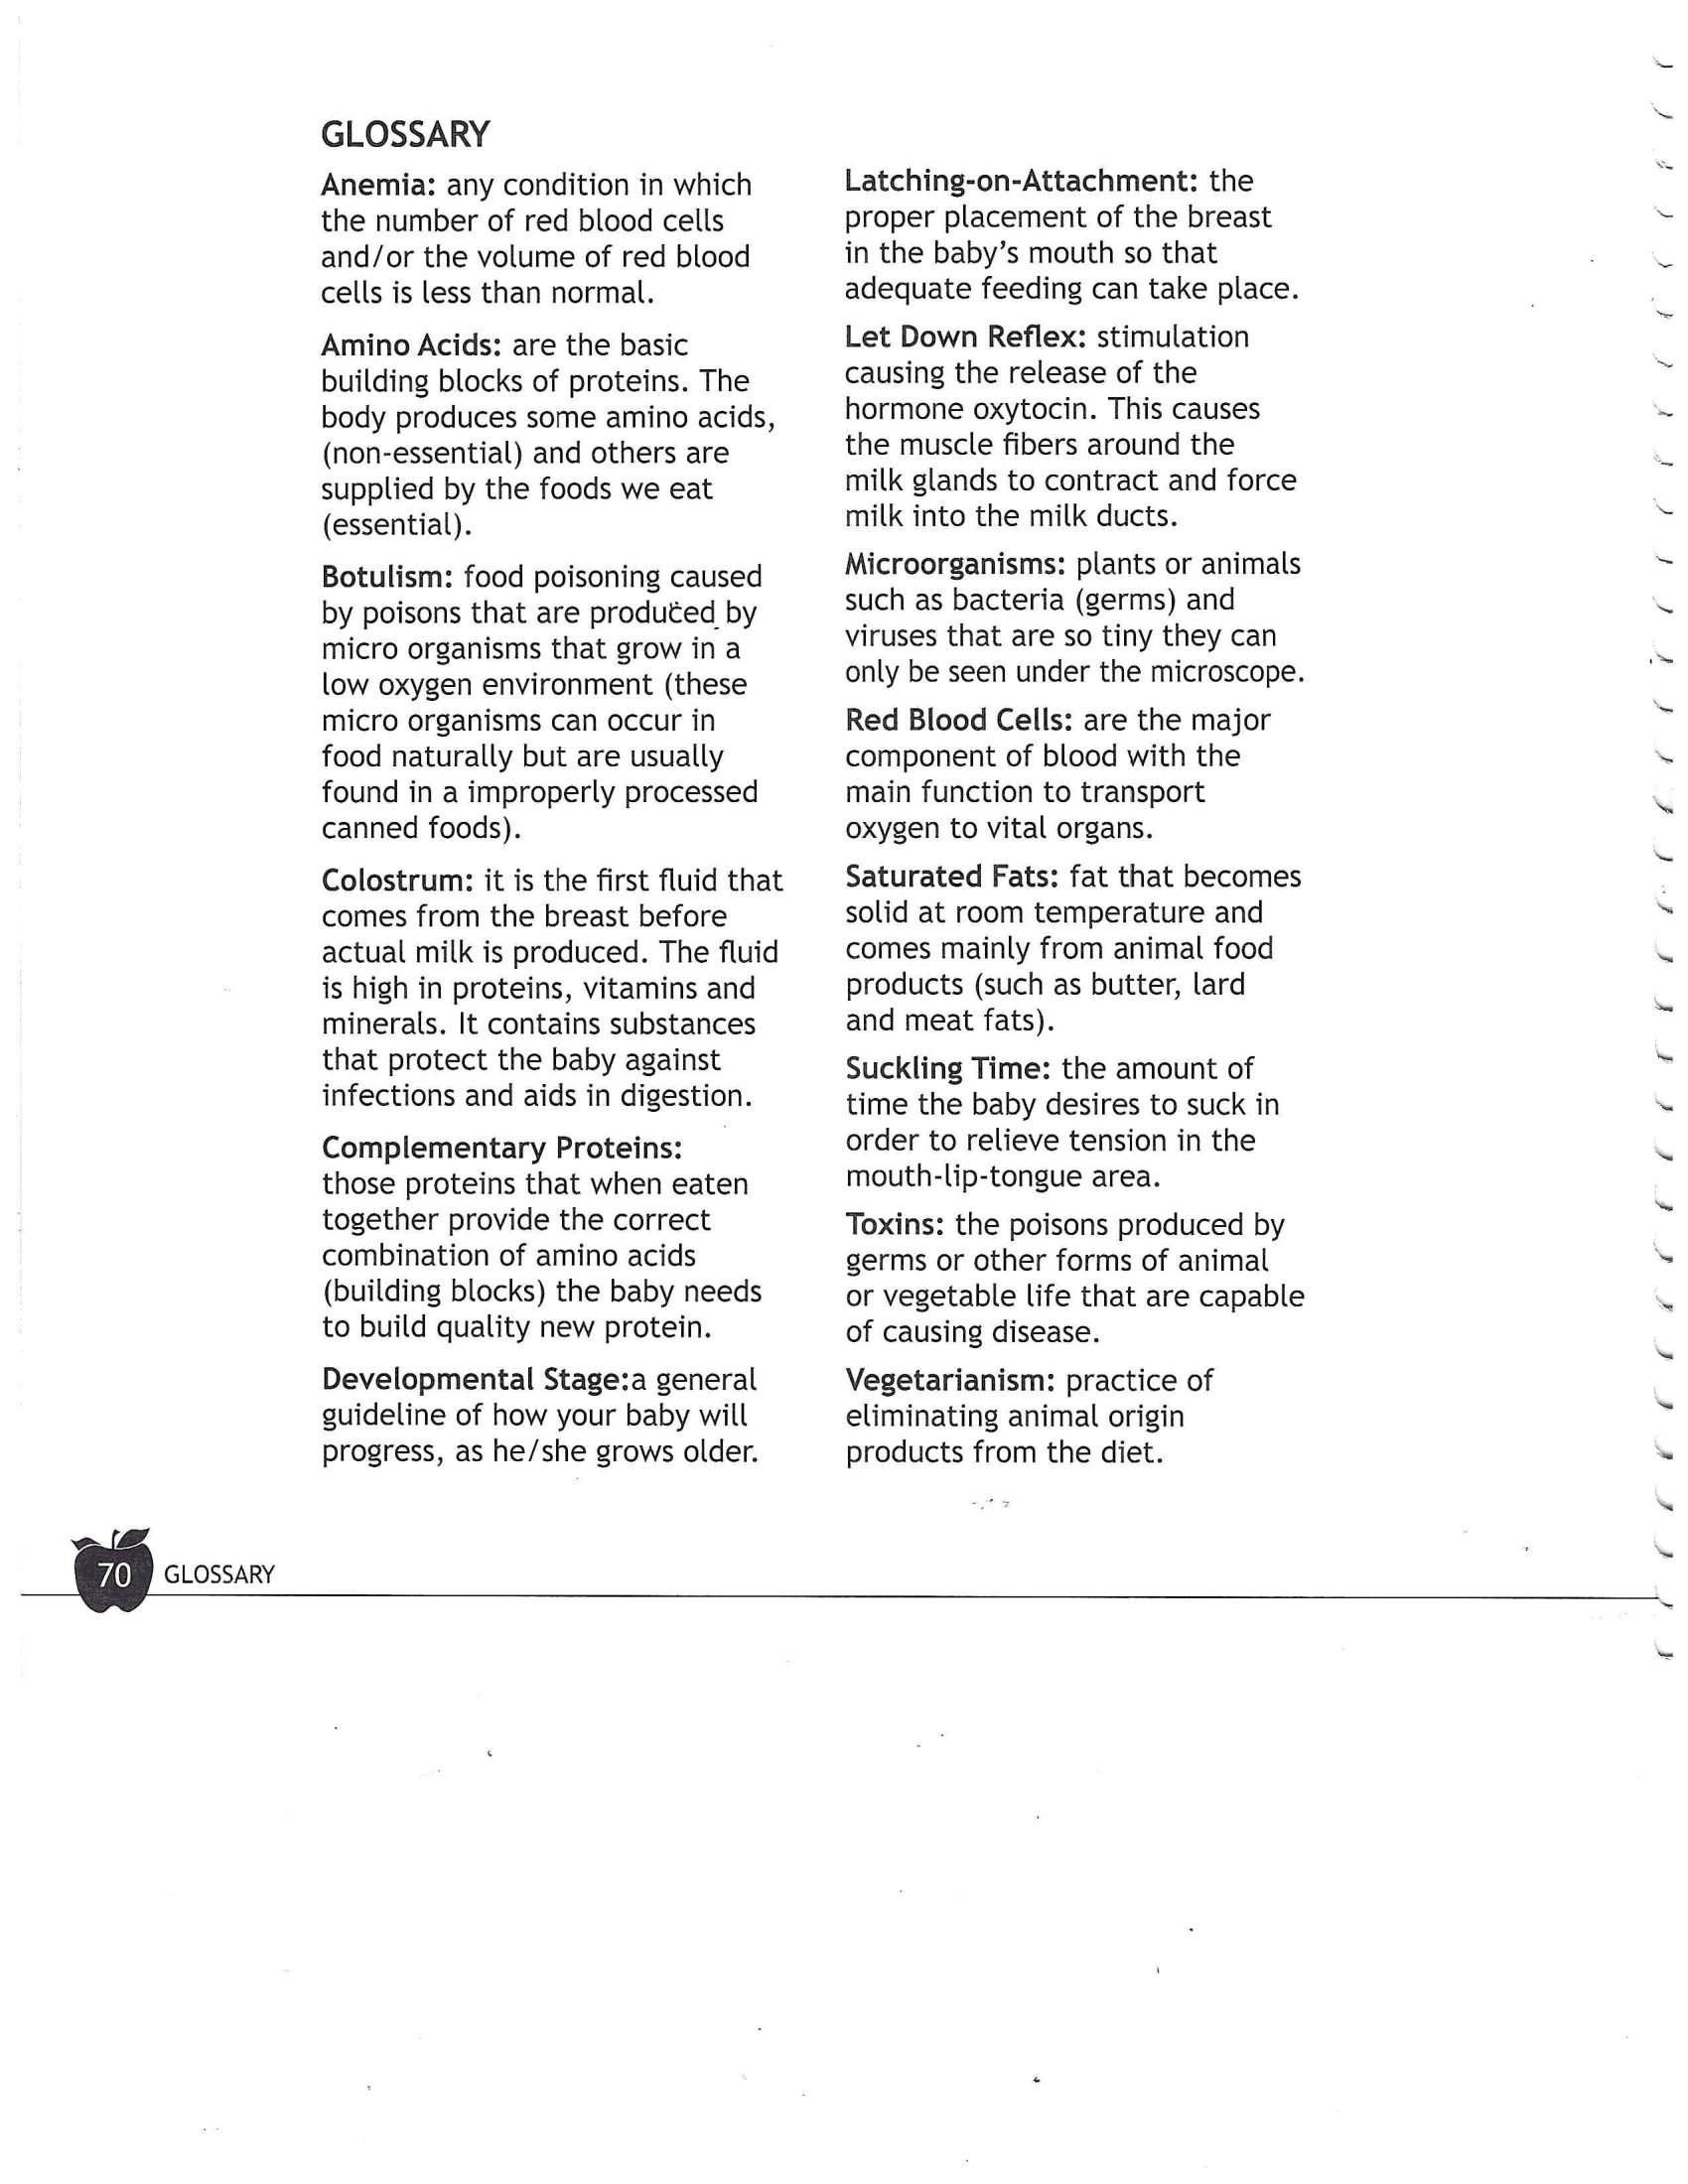 GLOSSARY
Anemia: any condition in which
the number of red blood cells
and/or the volume of red blood
cells is less than normal.
Amino Acids: are the basic
building blocks of proteins. The
body produces some amino acids,
(non-essential) and others are
supplied by the foods we eat
(essential).
Botulism: food poisoning caused
by poisons that are produced by
micro organisms that grow in a
low oxygen environment (these
micro organisms can occur in
food naturally but are usually
found in a improperly processed
canned foods).
Colostrum: it is the first fluid that
comes from the breast before
actual milk is produced. The fluid
is high in proteins, vitamins and
minerals. It contains substances
that protect the baby against
infections and aids in digestion.
Complementary Proteins:
those proteins that when eaten
together provide the correct
combination of amino acids
(building blocks) the baby needs
to build quality new protein.
Developmental Stage:a general
guideline of how your baby will
progress, as he/she grows older.
Latching-on-Attachment: the
proper placement of the breast
in the baby's mouth so that
adequate feeding can take place.
Let Down Reflex: stimulation
causing the release of the
hormone oxytocin. This causes
the muscle fibers around the
milk glands to contract and force
milk into the milk ducts.
Microorganisms: plants or animals
such as bacteria (germs) and
viruses that are so tiny they can
only be seen under the microscope.
Red Blood Cells: are the major
component of blood with the
main function to transport
oxygen to vital organs.
Saturated Fats: fat that becomes
solid at room temperature and
comes mainly from animal food
products (such as butter, lard
and meat fats).
Suckling Time: the amount of
time the baby desires to suck in
order to relieve tension in the
mouth-lip-tongue area.
Toxins: the poisons produced by
germs or other forms of animal
or vegetable life that are capable
of causing disease.
Vegetarianism: practice of
eliminating animal origin
products from the diet.
70 GLOSSARY